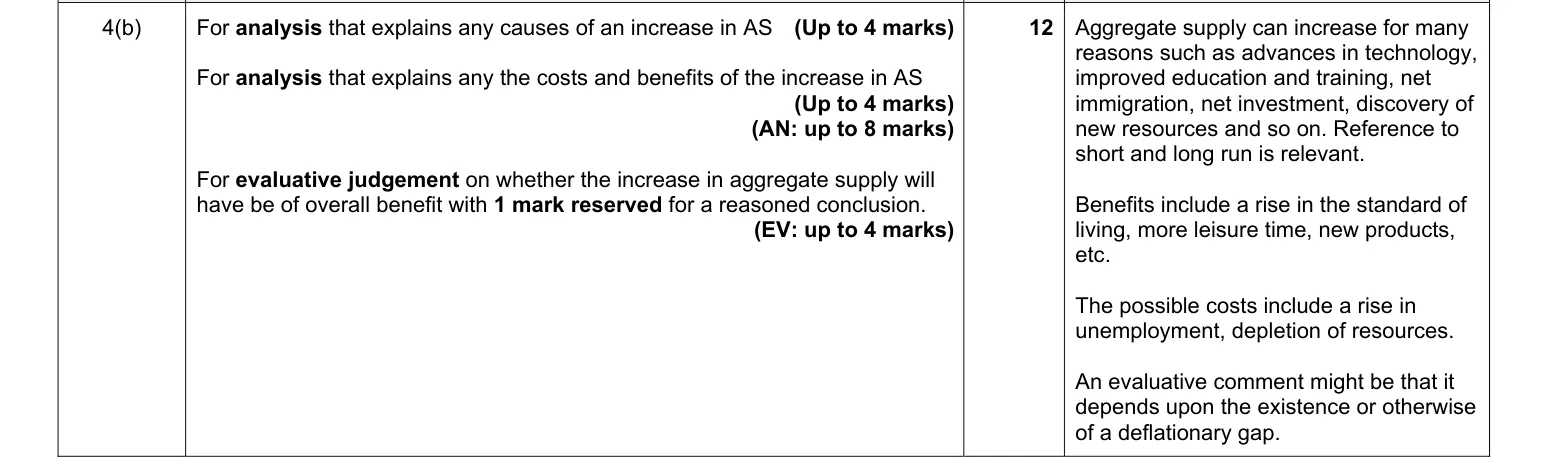 4(b)
For analysis that explains any causes of an increase in AS (Up to 4 marks)
For analysis that explains any the costs and benefits of the increase in AS
(Up to 4 marks)
(AN: up to 8 marks)
For evaluative judgement on whether the increase in aggregate supply will
have be of overall benefit with 1 mark reserved for a reasoned conclusion.
(EV: up to 4 marks)
12
Aggregate supply can increase for many
reasons such as advances in technology,
improved education and training, net
immigration, net investment, discovery of
new resources and so on. Reference to
short and long run is relevant.
Benefits include a rise in the standard of
living, more leisure time, new products,
etc.
The possible costs include a rise in
unemployment, depletion of resources.
An evaluative comment might be that it
depends upon the existence or otherwise
of a deflationary gap.